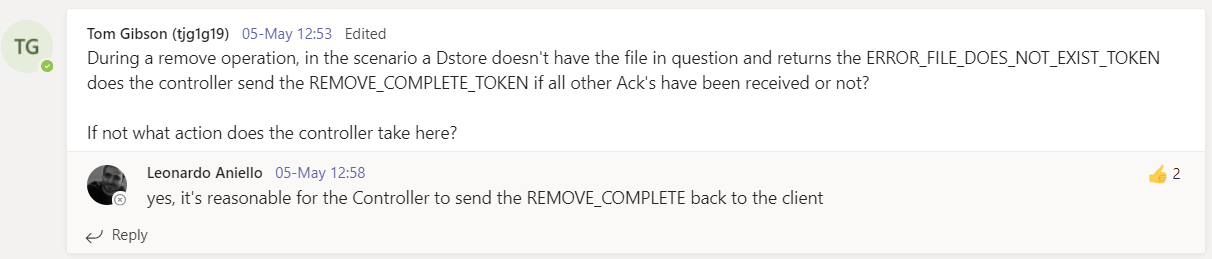 TG
Tom Gibson (tjg1g19) 05-May 12:53 Edited
During a remove operation, in the scenario a Dstore doesn't have the file in question and returns the ERROR_FILE_DOES_NOT_EXIST_TOKEN
does the controller send the REMOVE_COMPLETE_TOKEN if all other Ack's have been received or not?
If not what action does the controller take here?
Leonardo Aniello 05-May 12:58
👍 2
yes, it's reasonable for the Controller to send the REMOVE_COMPLETE back to the client
Reply